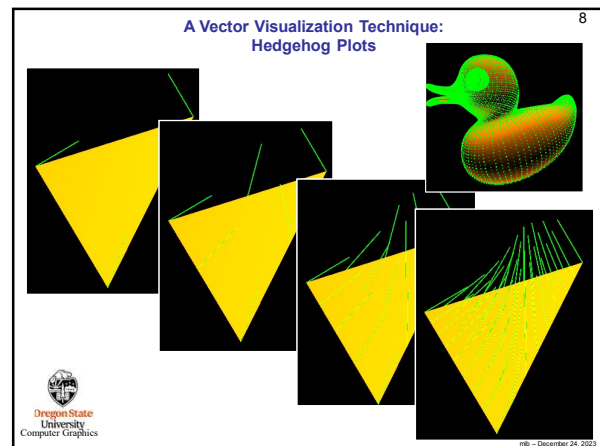 8
A Vector Visualization Technique:
Hedgehog Plots
Oregon State
University
Computer Graphics
mjb – December 24, 2023